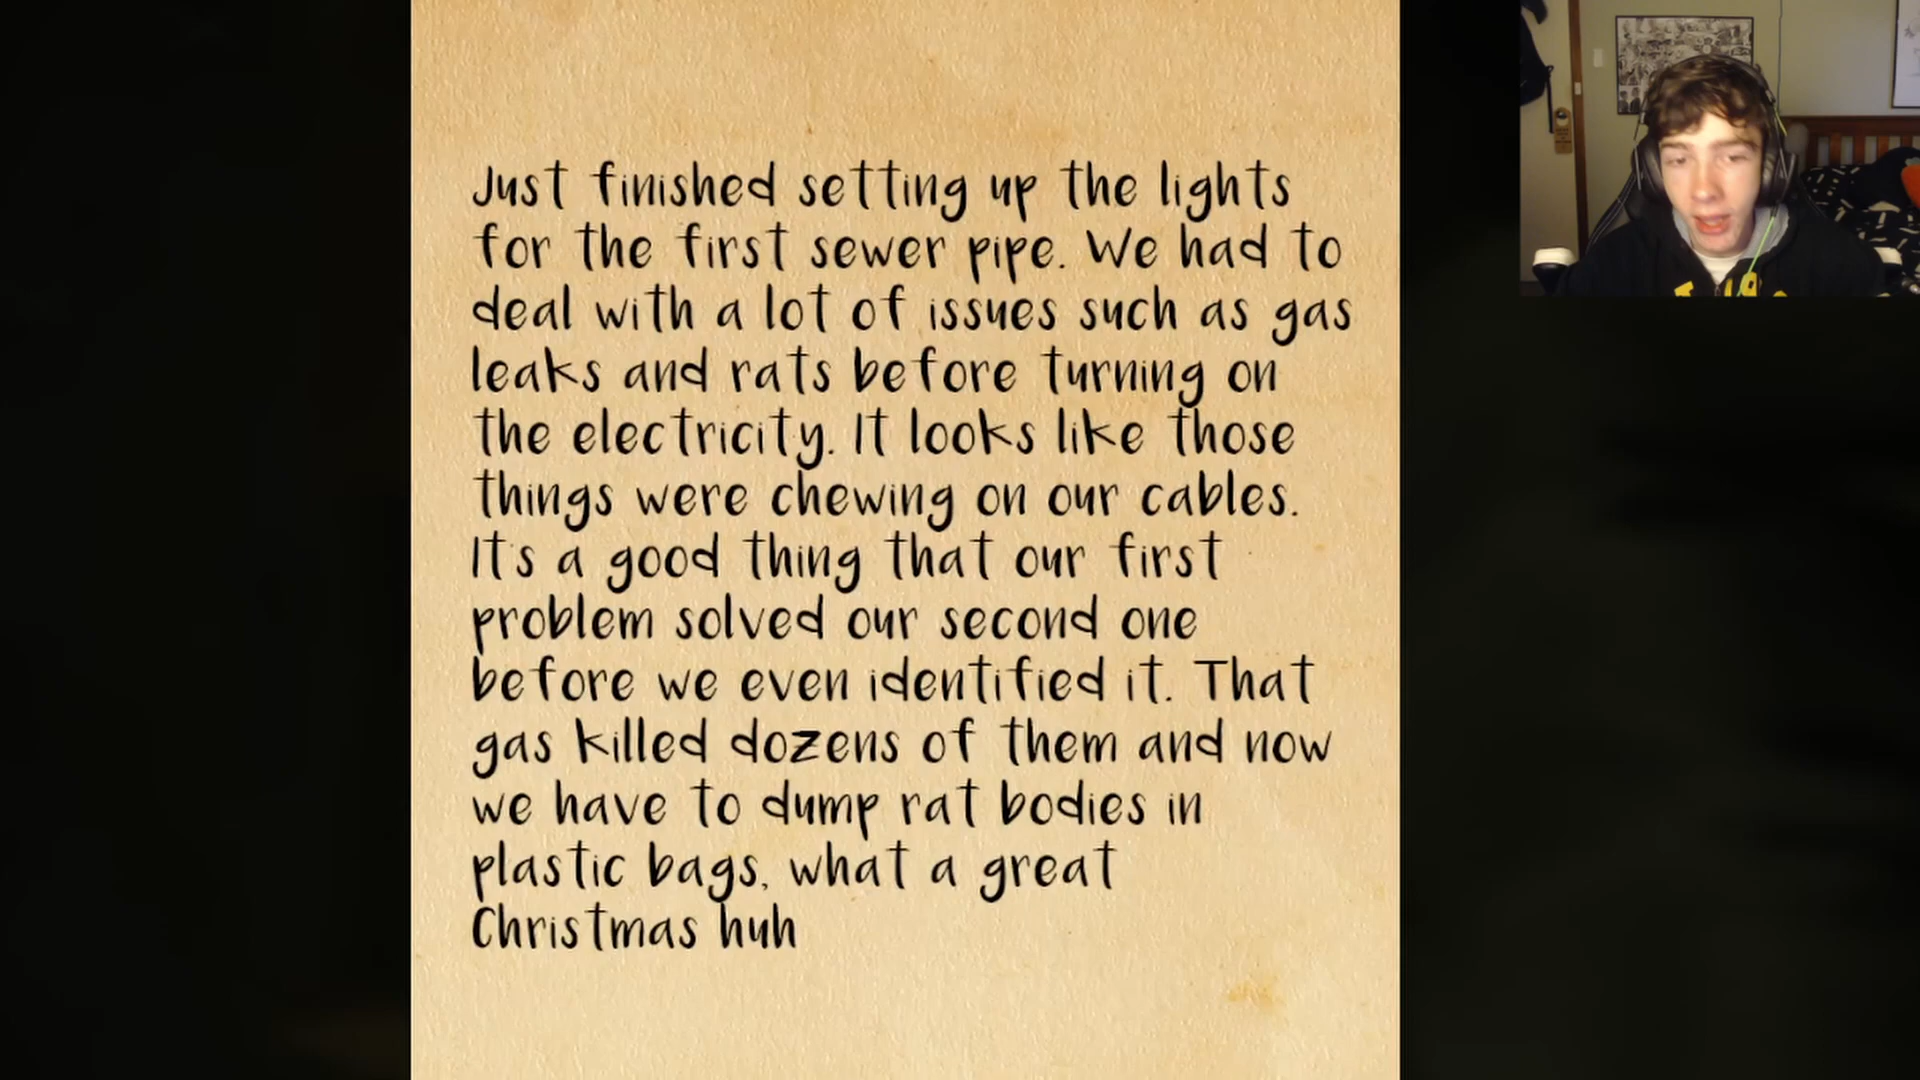 Just finished setting up the lights
for the first sewer pipe. We had to
deal with a lot of issues such as gas
leaks and rats before turning on
the electricity. It looks like those
things were chewing on our cables.
It's a good thing that our first
problem solved our second one
before we even identified it. That
gas killed dozens of them and now
we have to dump rat bodies in
plastic bags, what a great
Christmas huh